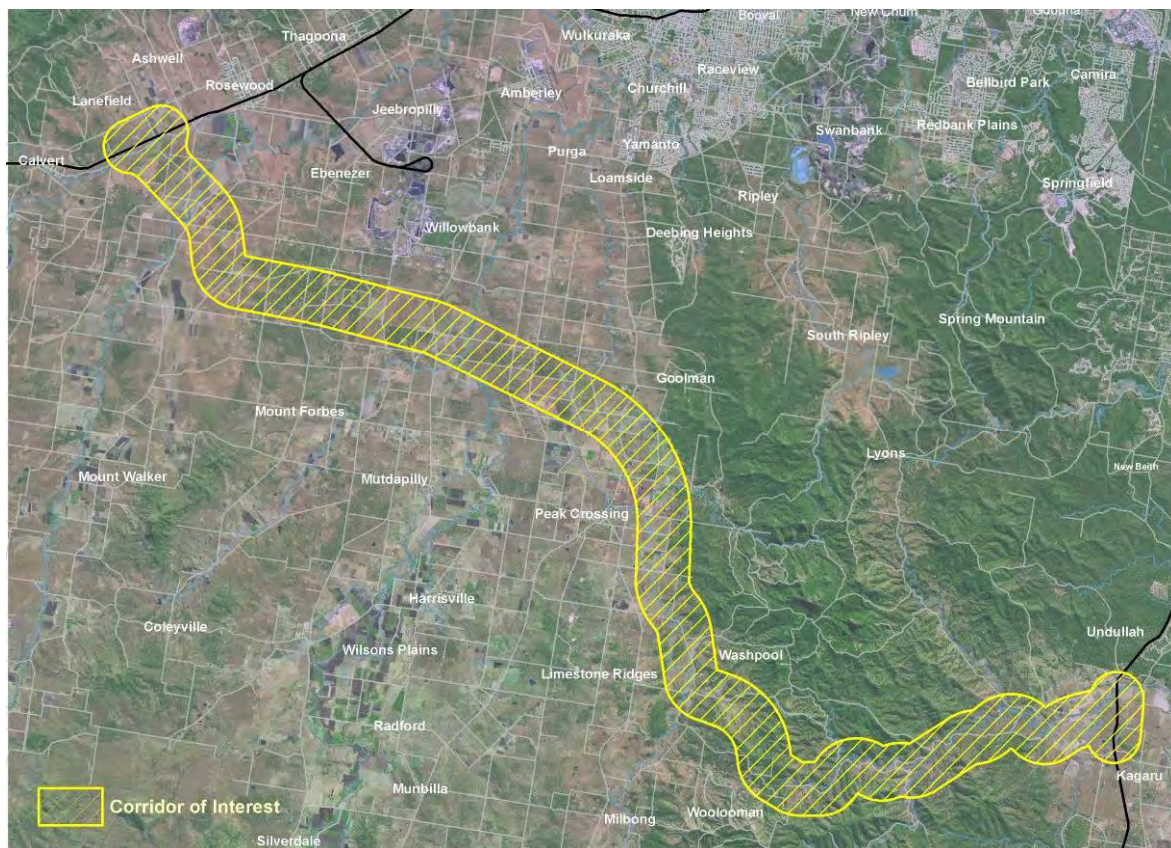 Booval
New Chum
Goodna
Thagoona
Wulkuraka
Ashwell
Raceview
Bellbird Park
Camira
Rosewood
Churchill
Amberley
Lanefield
Jeebropilly
Swanbank
Redbank Plains
Yamanto
Purga
Calvert
Ebenezer
Loamside
Springfield
Ripley
Willowbank
Deebing Heights
Spring Mountain
South Ripley
Goolman
Mount Forbes
Lyons
New Beith
Mount Walker
Mutdapilly
Peak Crossing
Harrisville
Coleyville
Undullah
Wilsons Plains
Washpool
Limestone Ridges
Radford
Kagaru
Munbilla
Corridor of Interest
Woolooman
Milbong
Silverdale